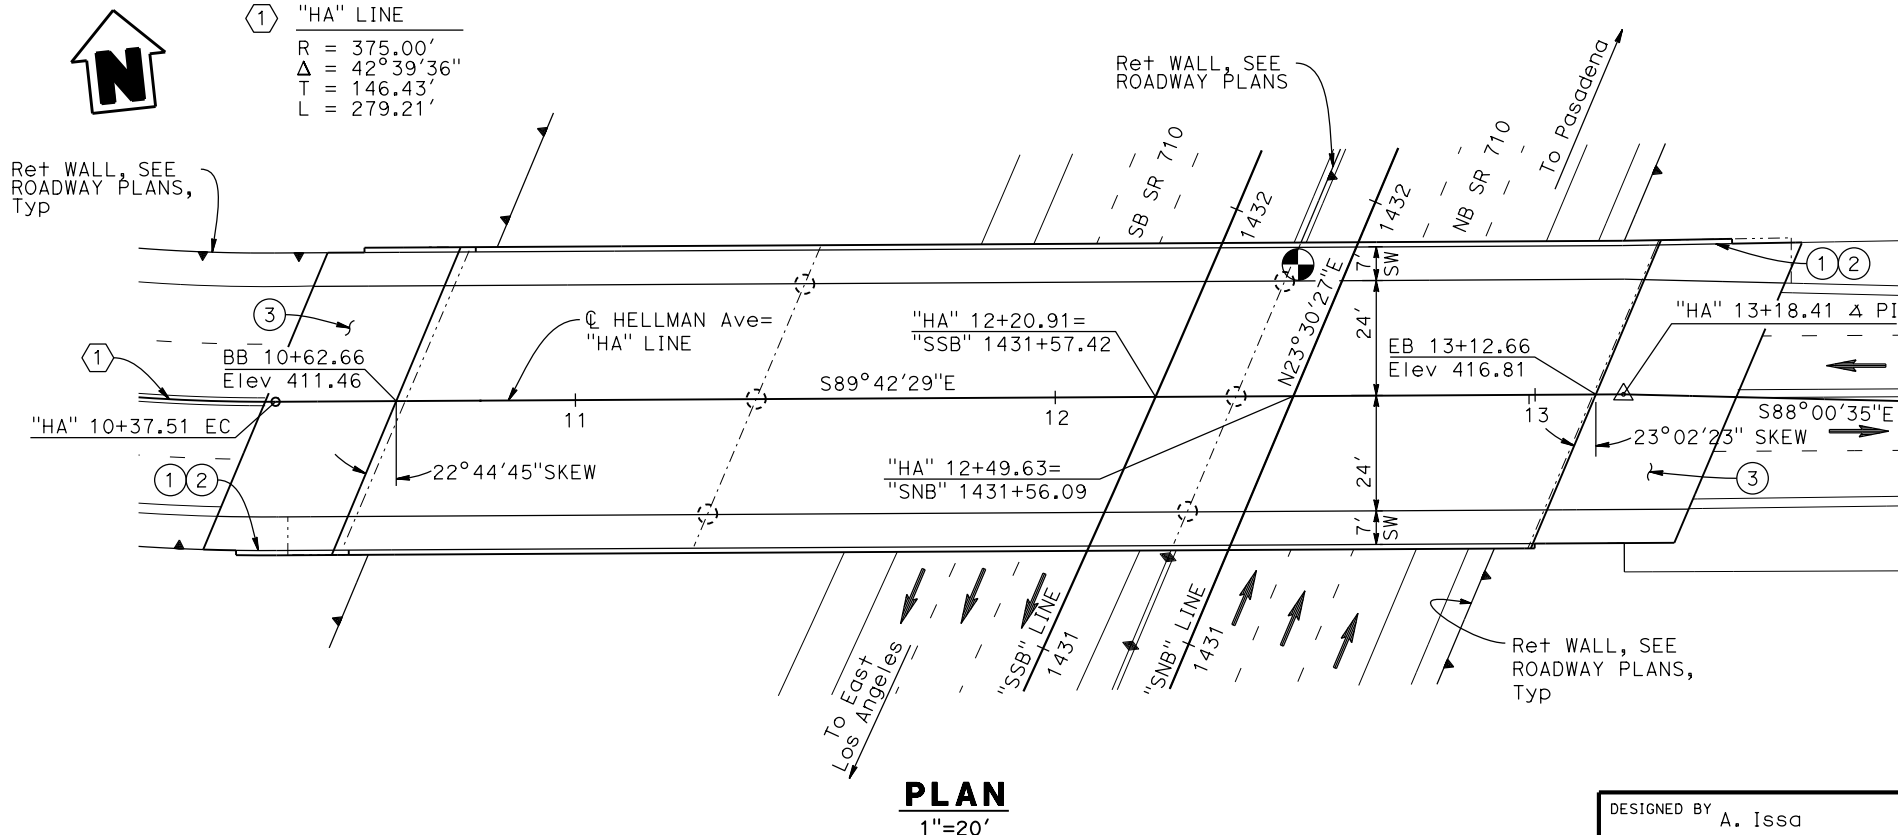 N
1 "HA" LINE
R = 375.00'
Δ = 42°39'36"
T = 146.43'
L = 279.21'
Ret WALL, SEE
ROADWAY PLANS,
Typ
Ret WALL, SEE
ROADWAY PLANS
SB SR 710
1432
1432
NB SR 710
To Pasadena
7'
SW
1 2
3
℄ HELLMAN Ave=
"HA" LINE
"HA" 12+20.91=
"SSB" 1431+57.42
N23°30'27"E
24'
"HA" 13+18.41 ∡ PI
1
BB 10+62.66
Elev 411.46
EB 13+12.66
Elev 416.81
S89°42'29"E
11
12
13
S88°00'35"E
"HA" 10+37.51 EC
23°02'23" SKEW
1 2
22°44'45"SKEW
"HA" 12+49.63=
"SNB" 1431+56.09
24'
3
7'
SW
"SSB" LINE
1431
"SNB" LINE
1431
Ret WALL, SEE
ROADWAY PLANS,
Typ
To East
Los Angeles
PLAN
1"=20'
DESIGNED BY A. Issa